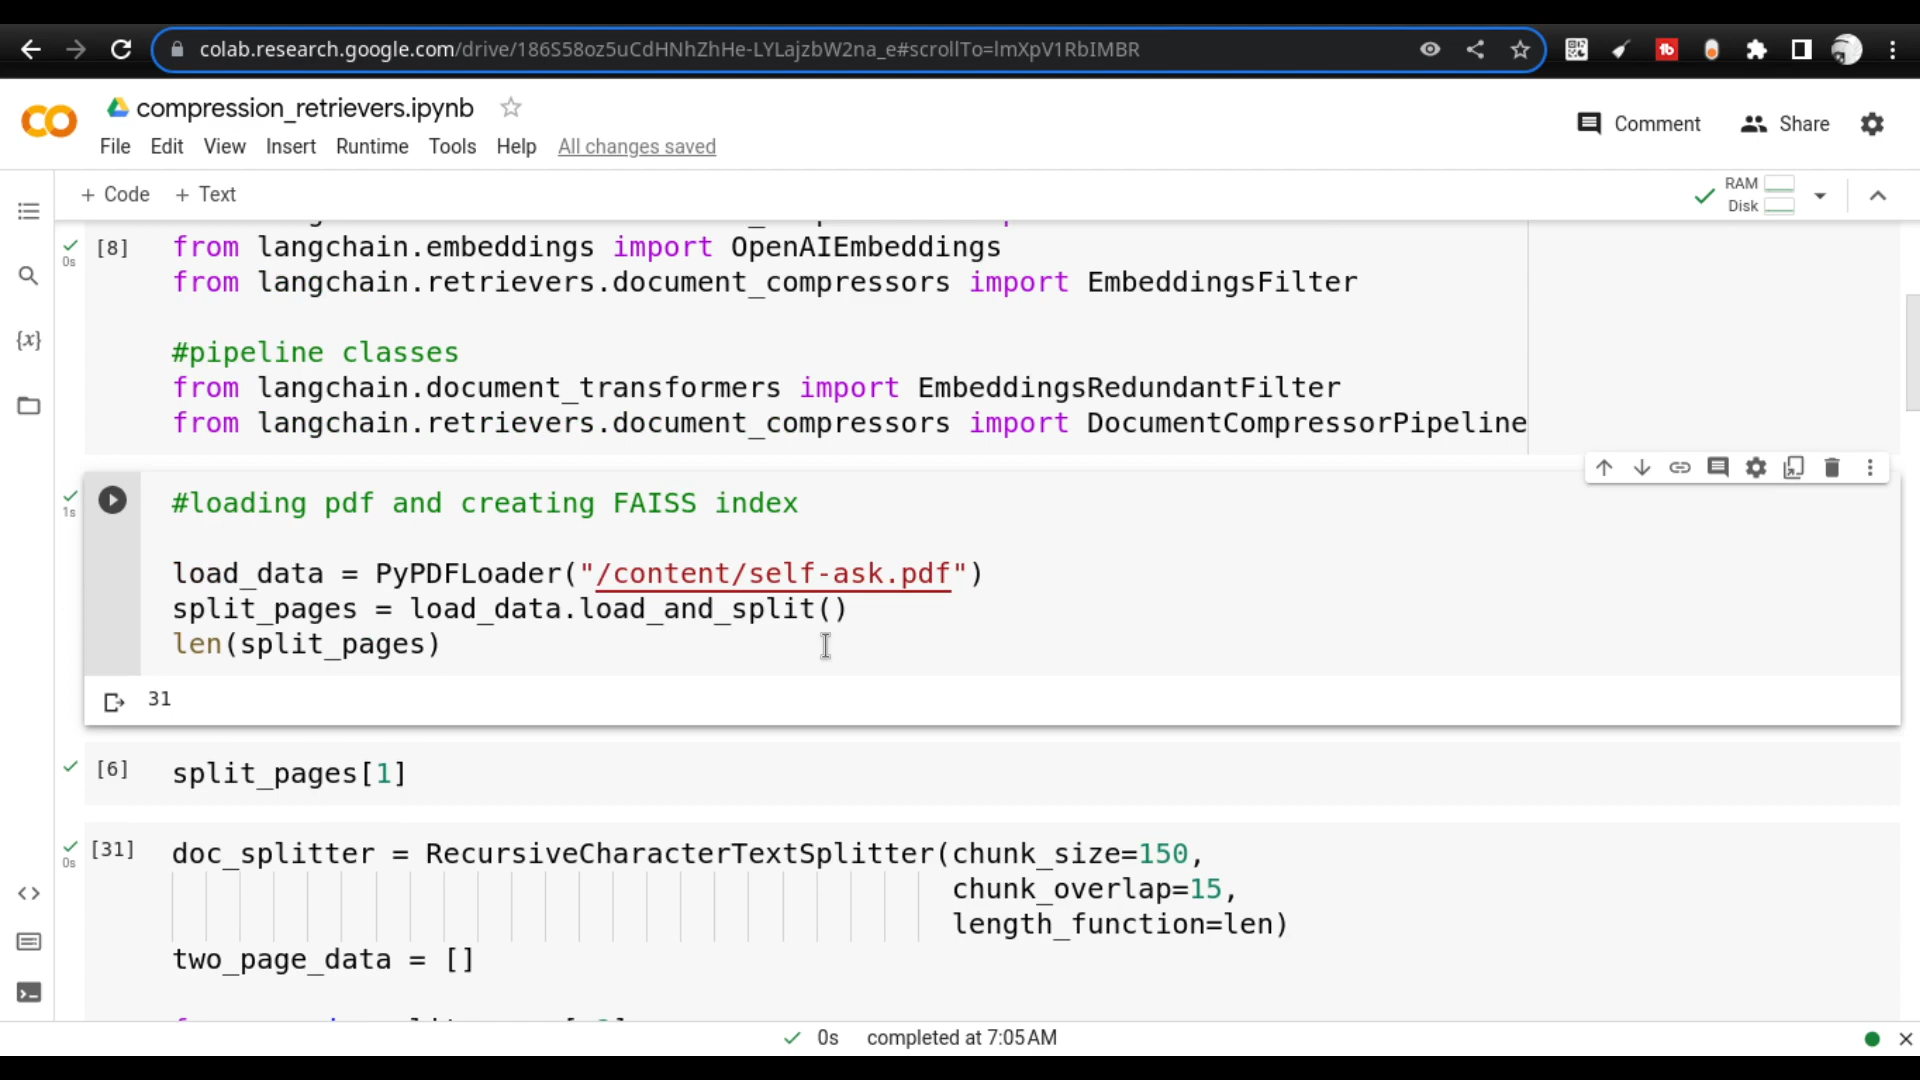 colab.research.google.com/drive/186S58oz5uCdHNhZhHe-LYLajzbW2na_e#scrollTo=lmXpV1RbIMBR
compression_retrievers.ipynb
Comment
Share
File Edit View Insert Runtime Tools Help All changes saved
+ Code + Text
RAM
Disk
[8] from langchain.embeddings import OpenAIEmbeddings
0s
from langchain.retrievers.document_compressors import EmbeddingsFilter
#pipeline classes
from langchain.document_transformers import EmbeddingsRedundantFilter
from langchain.retrievers.document_compressors import DocumentCompressorPipeline
#loading pdf and creating FAISS index
1s
load_data = PyPDFLoader("/content/self-ask.pdf")
split_pages = load_data.load_and_split()
len(split_pages)
31
[6] split_pages[1]
[31] doc_splitter = RecursiveCharacterTextSplitter(chunk_size=150,
0s
chunk_overlap=15,
length_function=len)
two_page_data = []
0s completed at 7:05 AM